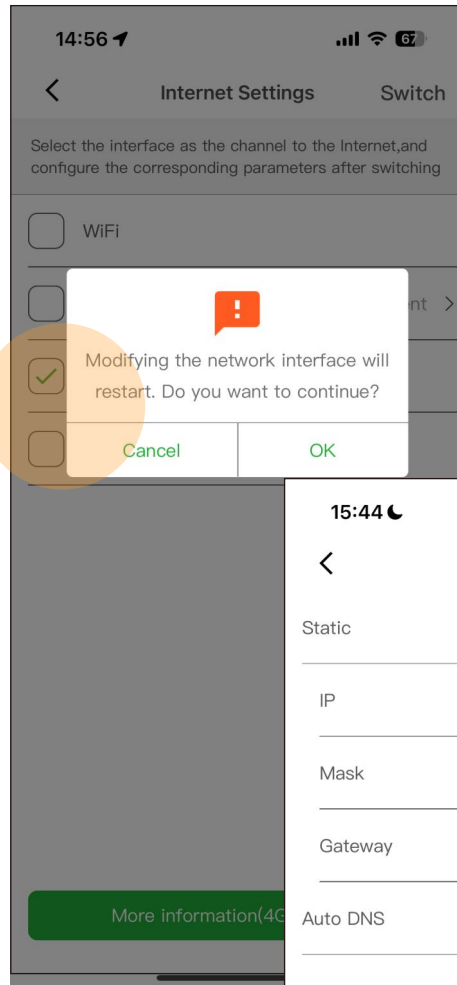 14:56
67
Internet Settings
Switch
Select the interface as the channel to the Internet,and
configure the corresponding parameters after switching
WiFi
nt
Modifying the network interface will
restart. Do you want to continue?
Cancel
OK
More information(4G
15:44
Static
IP
Mask
Gateway
Auto DNS